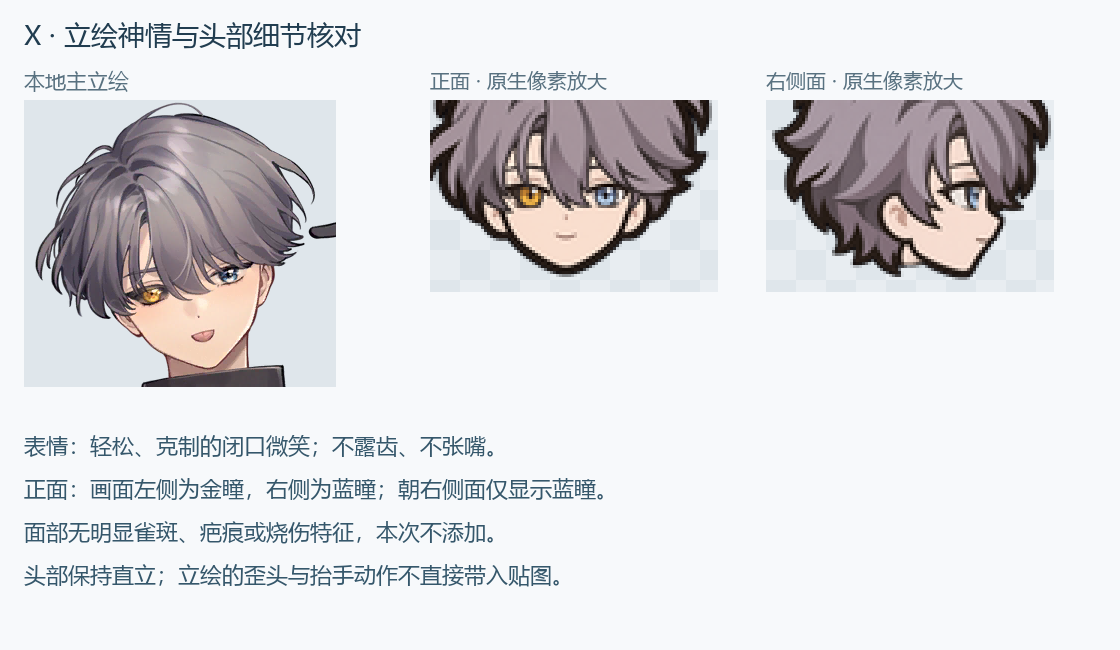 X · 立绘神情与头部细节核对
本地主立绘
正面 · 原生像素放大
右侧面 · 原生像素放大
表情：轻松、克制的闭口微笑；不露齿、不张嘴。
正面：画面左侧为金瞳，右侧为蓝瞳；朝右侧面仅显示蓝瞳。
面部无明显雀斑、疤痕或烧伤特征，本次不添加。
头部保持直立；立绘的歪头与抬手动作不直接带入贴图。